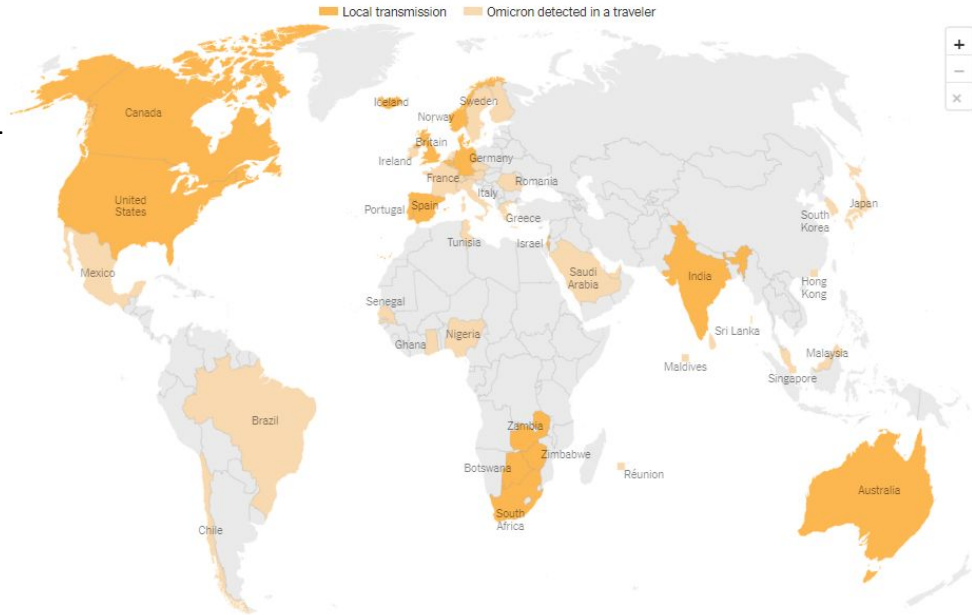 Local transmission
Omicron detected in a traveler
+
−
×
Canada
Iceland
Sweden
Norway
Britain
Ireland
Germany
France
Romania
United
States
Italy
Portugal
Spain
Greece
South
Korea
Japan
Tunisia
Israel
Mexico
Saudi
Arabia
India
Hong
Kong
Senegal
Nigeria
Ghana
Sri Lanka
Malaysia
Maldives
Singapore
Brazil
Zambia
Zimbabwe
Botswana
Réunion
Australia
South
Africa
Chile